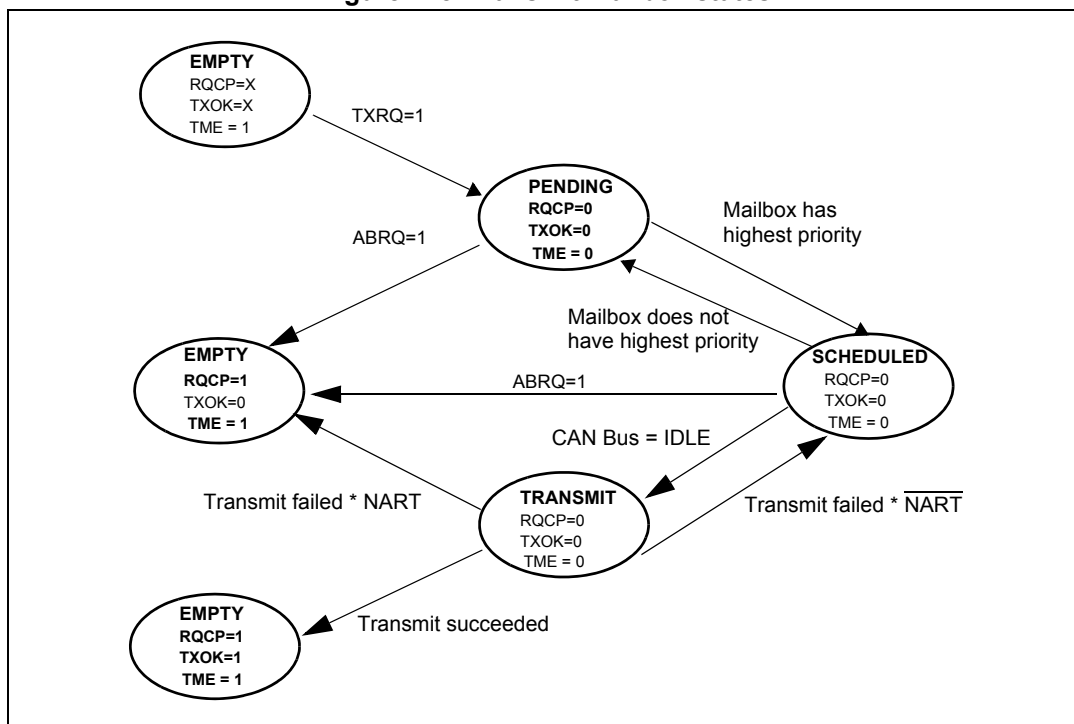 EMPTY
RQCP=X
TXOK=X
TME = 1
TXRQ=1
PENDING
RQCP=0
TXOK=0
TME = 0
Mailbox has
highest priority
ABRQ=1
Mailbox does not
have highest priority
EMPTY
RQCP=1
TXOK=0
TME = 1
ABRQ=1
SCHEDULED
RQCP=0
TXOK=0
TME = 0
CAN Bus = IDLE
Transmit failed * NART
TRANSMIT
RQCP=0
TXOK=0
TME = 0
Transmit failed * N̅A̅R̅T̅
EMPTY
RQCP=1
TXOK=1
TME = 1
Transmit succeeded